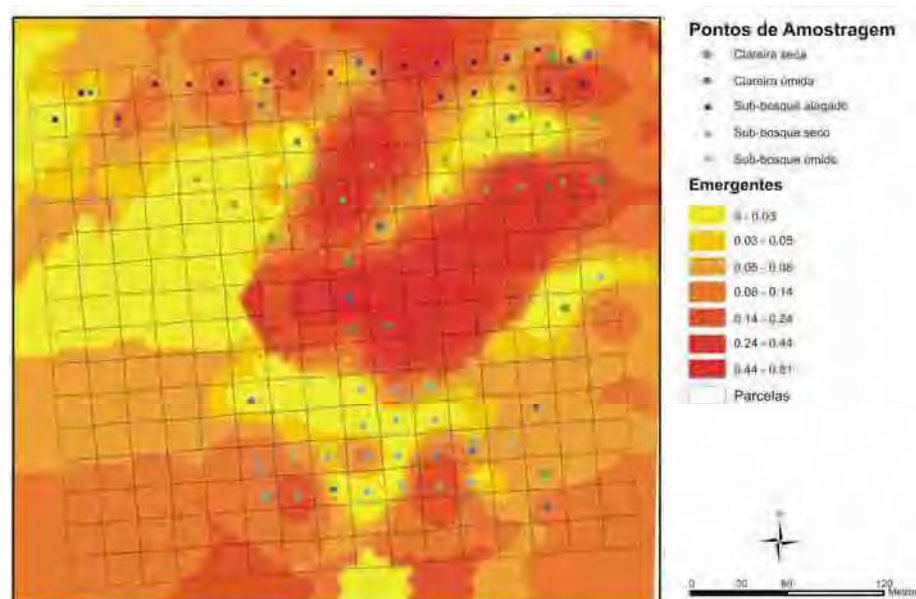 Pontos de Amostragem
Clareira seca
Clareira úmida
Sub-bosque alagado
Sub-bosque seco
Sub-bosque úmido
Emergentes
0 - 0.03
0.03 - 0.05
0.05 - 0.08
0.08 - 0.14
0.14 - 0.24
0.24 - 0.44
0.44 - 0.81
Parcelas
0 30 60 120
Metros